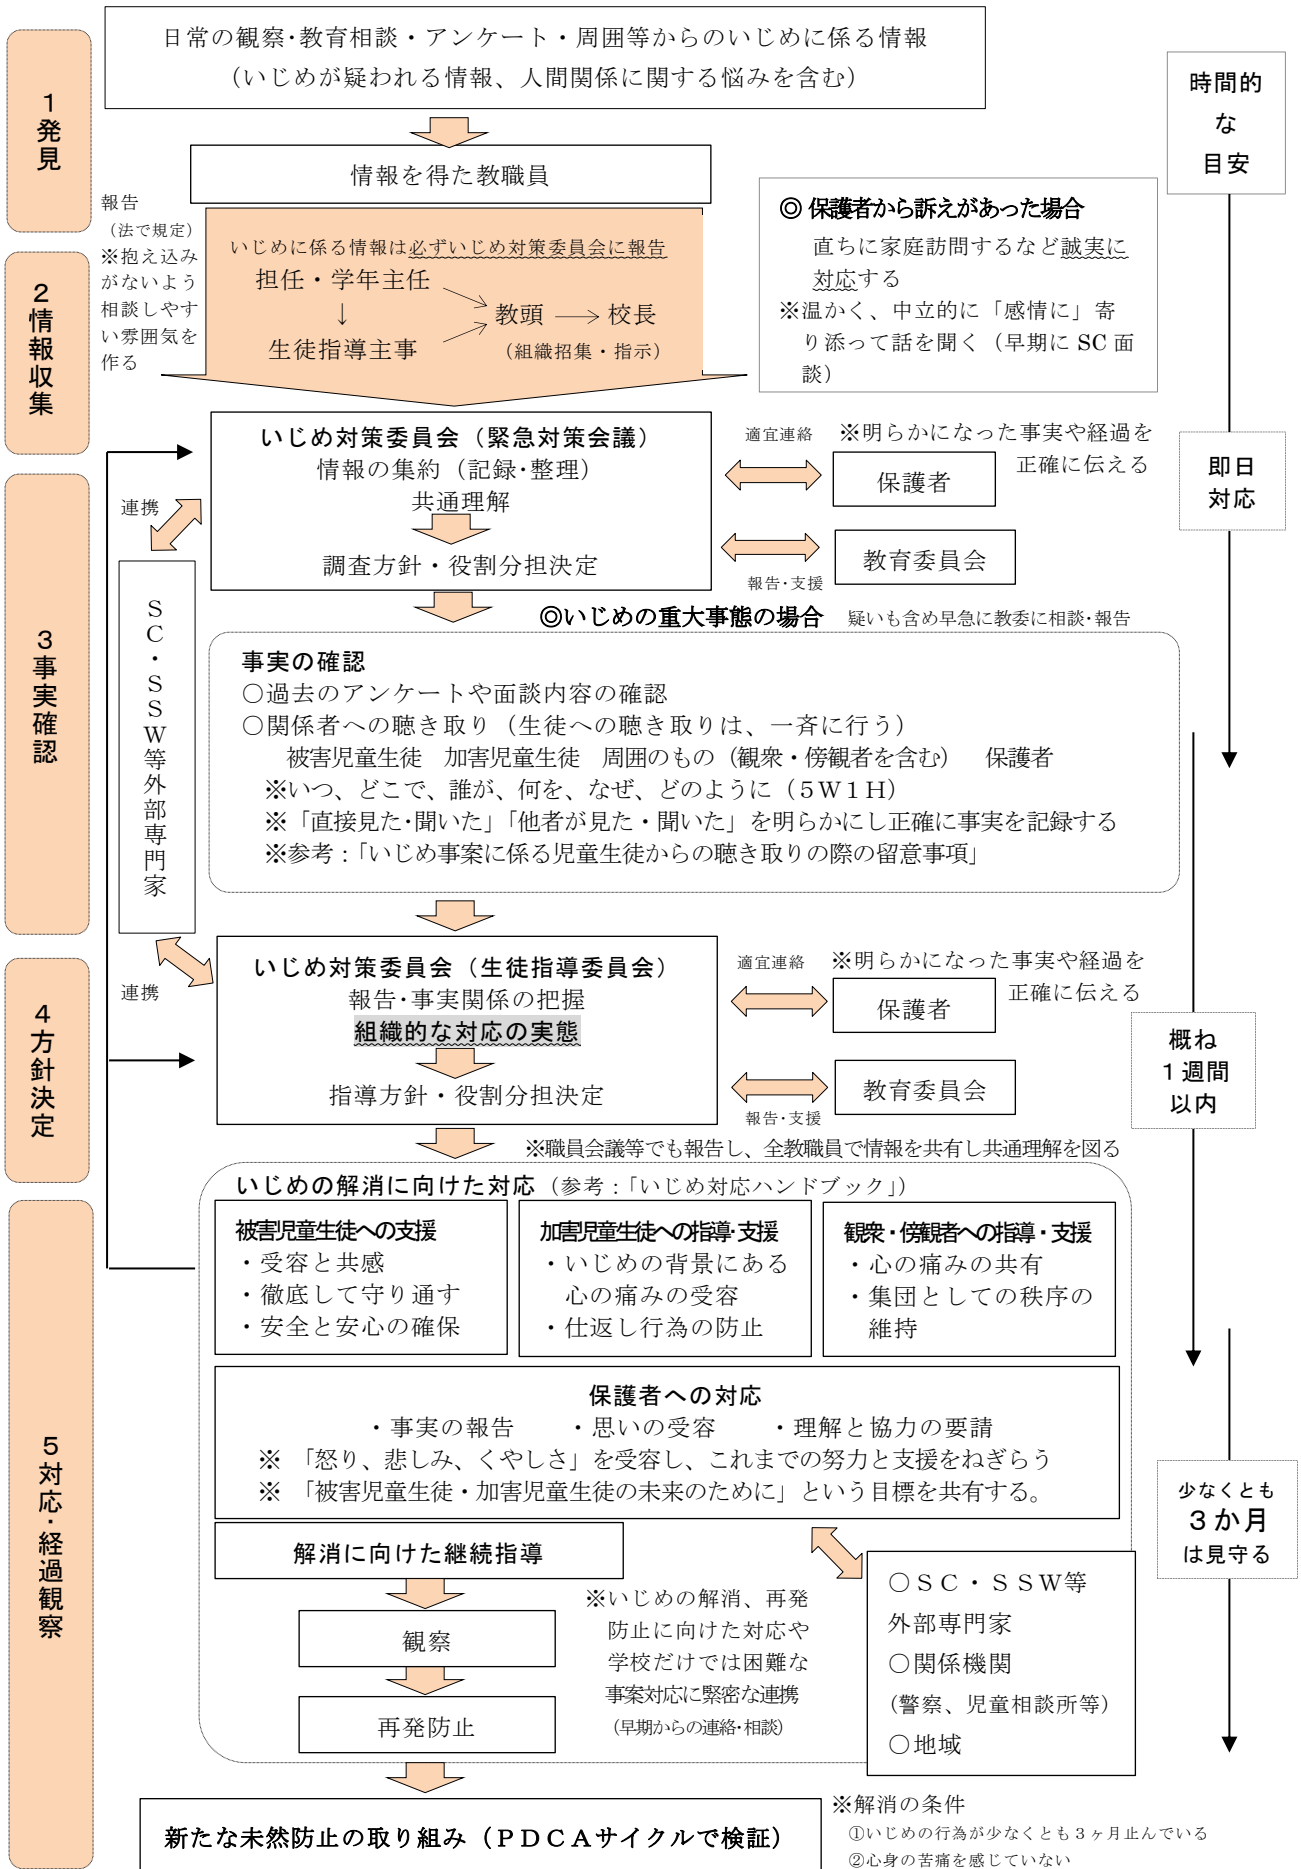 日常の観察・教育相談・アンケート・周囲等からのいじめに係る情報
（いじめが疑われる情報、人間関係に関する悩みを含む）
時間的
な
目安
1発見
情報を得た教職員
報告
（法で規定）
※抱え込み
がないよう
相談しやす
い雰囲気を
作る
いじめに係る情報は必ずいじめ対策委員会に報告
担任・学年主任
↓
生徒指導主事
教頭 → 校長
（組織招集・指示）
◎ 保護者から訴えがあった場合
直ちに家庭訪問するなど誠実に
対応する
※温かく、中立的に「感情に」寄
り添って話を聞く（早期に SC 面
談）
2情報収集
いじめ対策委員会（緊急対策会議）
情報の集約（記録・整理）
共通理解
調査方針・役割分担決定
適宜連絡
※明らかになった事実や経過を
正確に伝える
保護者
教育委員会
報告・支援
即日
対応
連携
SC・SSW等外部専門家
3事実確認
◎いじめの重大事態の場合 疑いも含め早急に教委に相談・報告
事実の確認
○過去のアンケートや面談内容の確認
○関係者への聴き取り（生徒への聴き取りは、一斉に行う）
被害児童生徒 加害児童生徒 周囲のもの（観衆・傍観者を含む） 保護者
※いつ、どこで、誰が、何を、なぜ、どのように（５Ｗ１Ｈ）
※「直接見た・聞いた」「他者が見た・聞いた」を明らかにし正確に事実を記録する
※参考：「いじめ事案に係る児童生徒からの聴き取りの際の留意事項」
連携
4方針決定
いじめ対策委員会（生徒指導委員会）
報告・事実関係の把握
組織的な対応の実態
指導方針・役割分担決定
適宜連絡
※明らかになった事実や経過を
正確に伝える
保護者
教育委員会
報告・支援
概ね
１週間
以内
※職員会議等でも報告し、全教職員で情報を共有し共通理解を図る
5対応・経過観察
いじめの解消に向けた対応（参考：「いじめ対応ハンドブック」）
被害児童生徒への支援
・受容と共感
・徹底して守り通す
・安全と安心の確保
加害児童生徒への指導・支援
・いじめの背景にある
心の痛みの受容
・仕返し行為の防止
観衆・傍観者への指導・支援
・心の痛みの共有
・集団としての秩序の
維持
保護者への対応
・事実の報告 ・思いの受容 ・理解と協力の要請
※ 「怒り、悲しみ、くやしさ」を受容し、これまでの努力と支援をねぎらう
※ 「被害児童生徒・加害児童生徒の未来のために」という目標を共有する。
少なくとも
３か月
は見守る
解消に向けた継続指導
観察
再発防止
※いじめの解消、再発
防止に向けた対応や
学校だけでは困難な
事案対応に緊密な連携
（早期からの連絡・相談）
○ＳＣ・ＳＳＷ等
外部専門家
○関係機関
（警察、児童相談所等）
○地域
新たな未然防止の取り組み（ＰＤＣＡサイクルで検証）
※解消の条件
①いじめの行為が少なくとも３ヶ月止んでいる
②心身の苦痛を感じていない